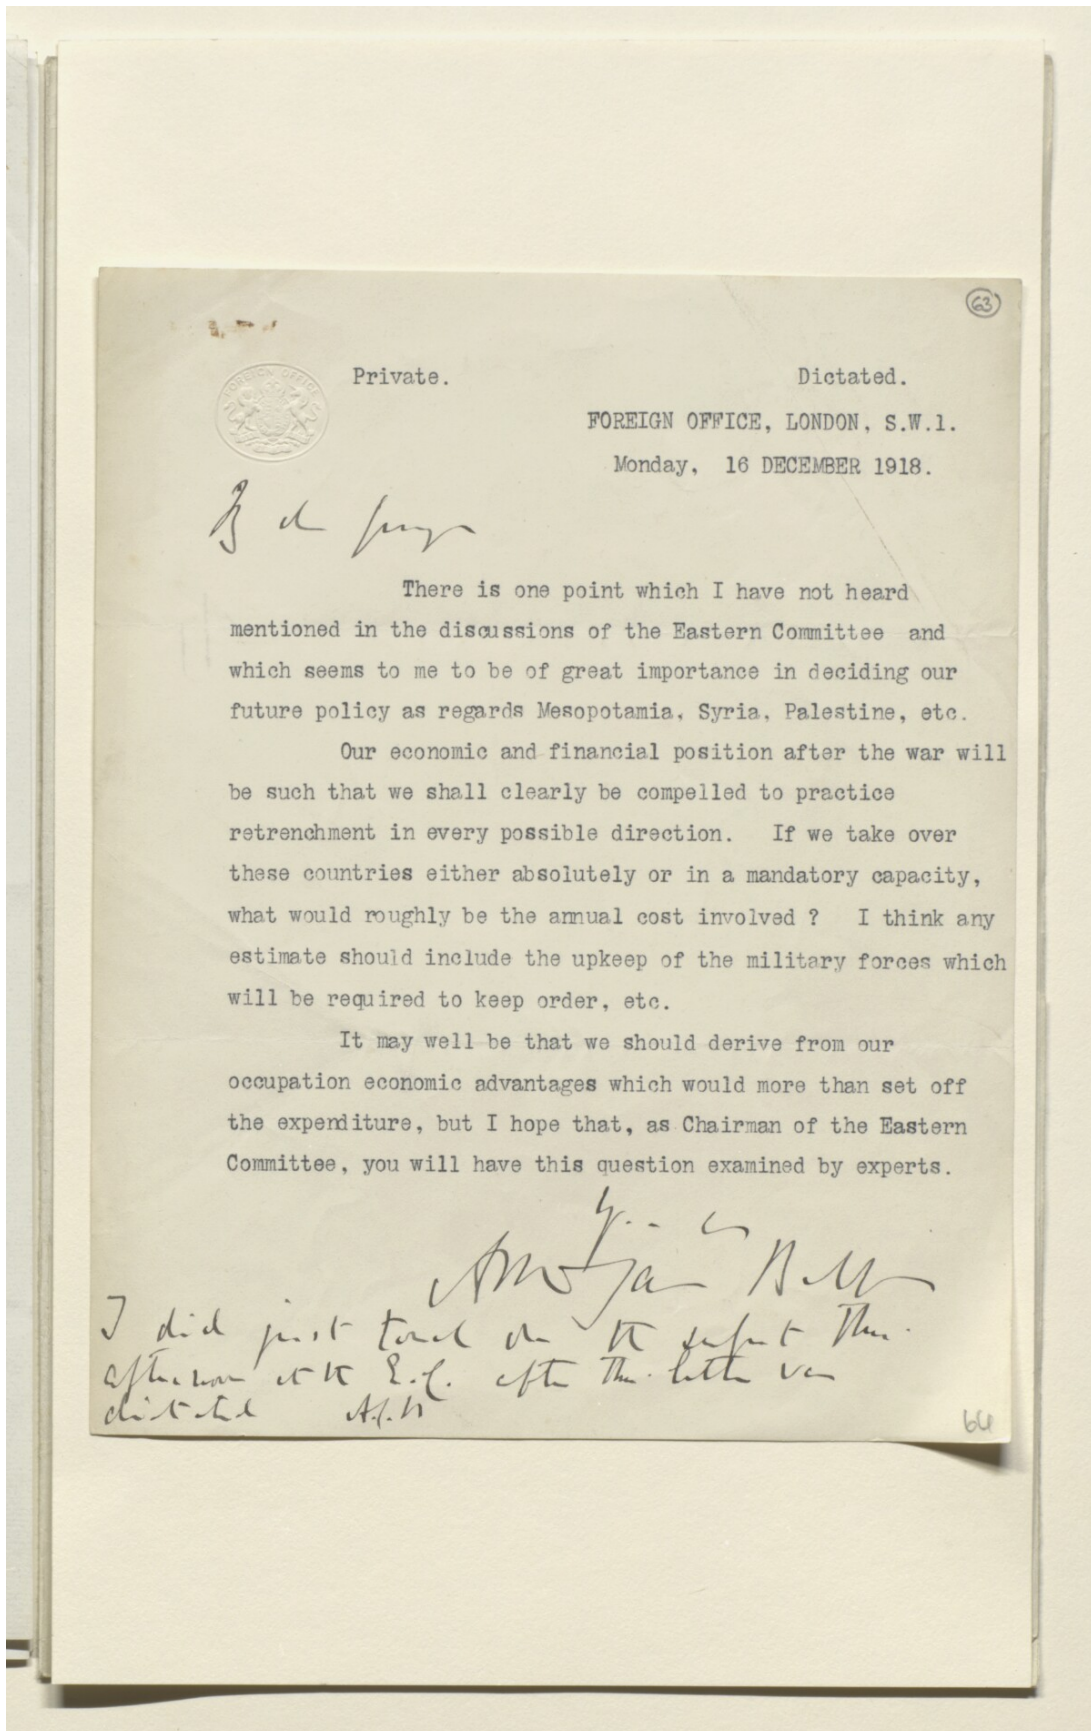 63
Private. Dictated.
FOREIGN OFFICE
FOREIGN OFFICE, LONDON, S.W.1.
Monday, 16 DECEMBER 1918.
My dear George
There is one point which I have not heard
mentioned in the discussions of the Eastern Committee and
which seems to me to be of great importance in deciding our
future policy as regards Mesopotamia, Syria, Palestine, etc.
Our economic and financial position after the war will
be such that we shall clearly be compelled to practice
retrenchment in every possible direction. If we take over
these countries either absolutely or in a mandatory capacity,
what would roughly be the annual cost involved ? I think any
estimate should include the upkeep of the military forces which
will be required to keep order, etc.
It may well be that we should derive from our
occupation economic advantages which would more than set off
the expenditure, but I hope that, as Chairman of the Eastern
Committee, you will have this question examined by experts.
Arthur James Balfour
I did just touch on the subject this
afternoon at the E.C. after this letter was
dictated A.J.B
64